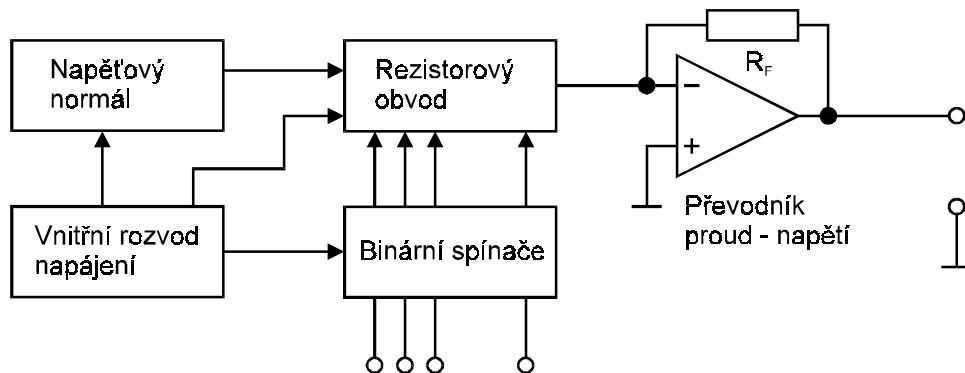 Napěťový
normál
Rezistorový
obvod
R_F
−
+
Vnitřní rozvod
napájení
Binární spínače
Převodník
proud - napětí